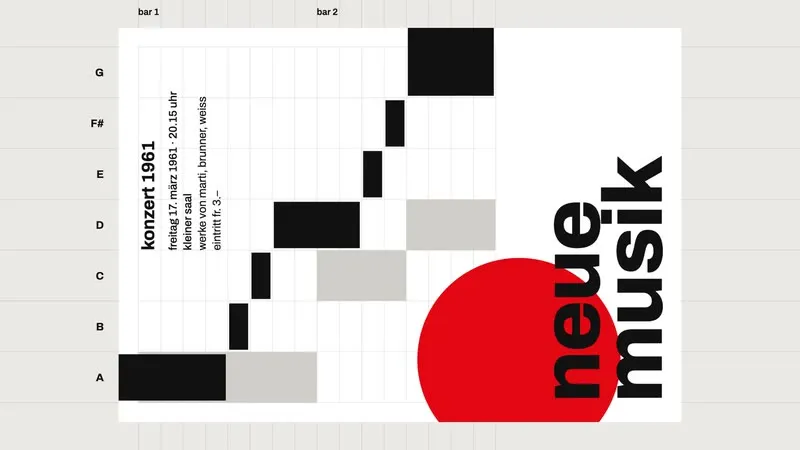 bar 1
bar 2
G
F#
E
D
C
B
A
konzert 1961
freitag 17. märz 1961 · 20.15 uhr
kleiner saal
werke von marti, brunner, weiss
eintritt fr. 3.–
neue
musik